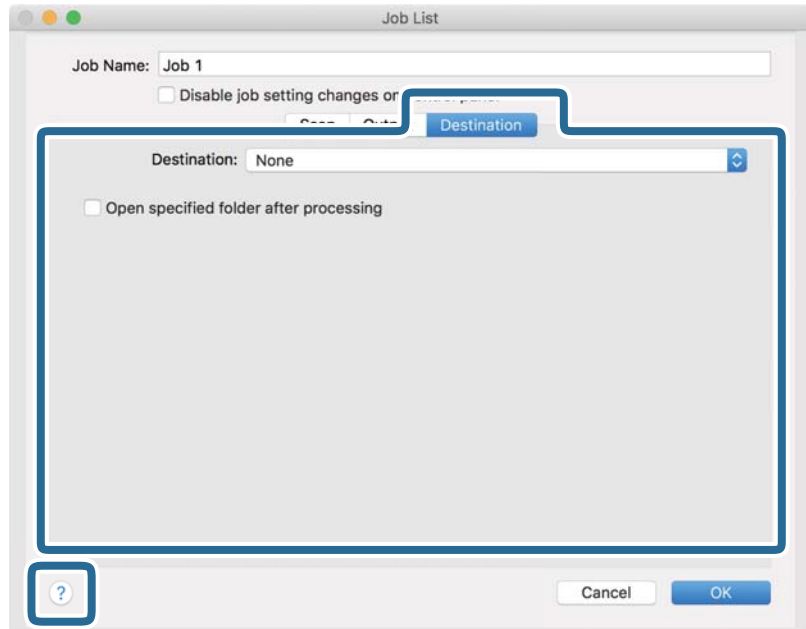 Job List
Job Name: Job 1
Disable job setting changes on
Destination
Destination: None
Open specified folder after processing
?
Cancel OK